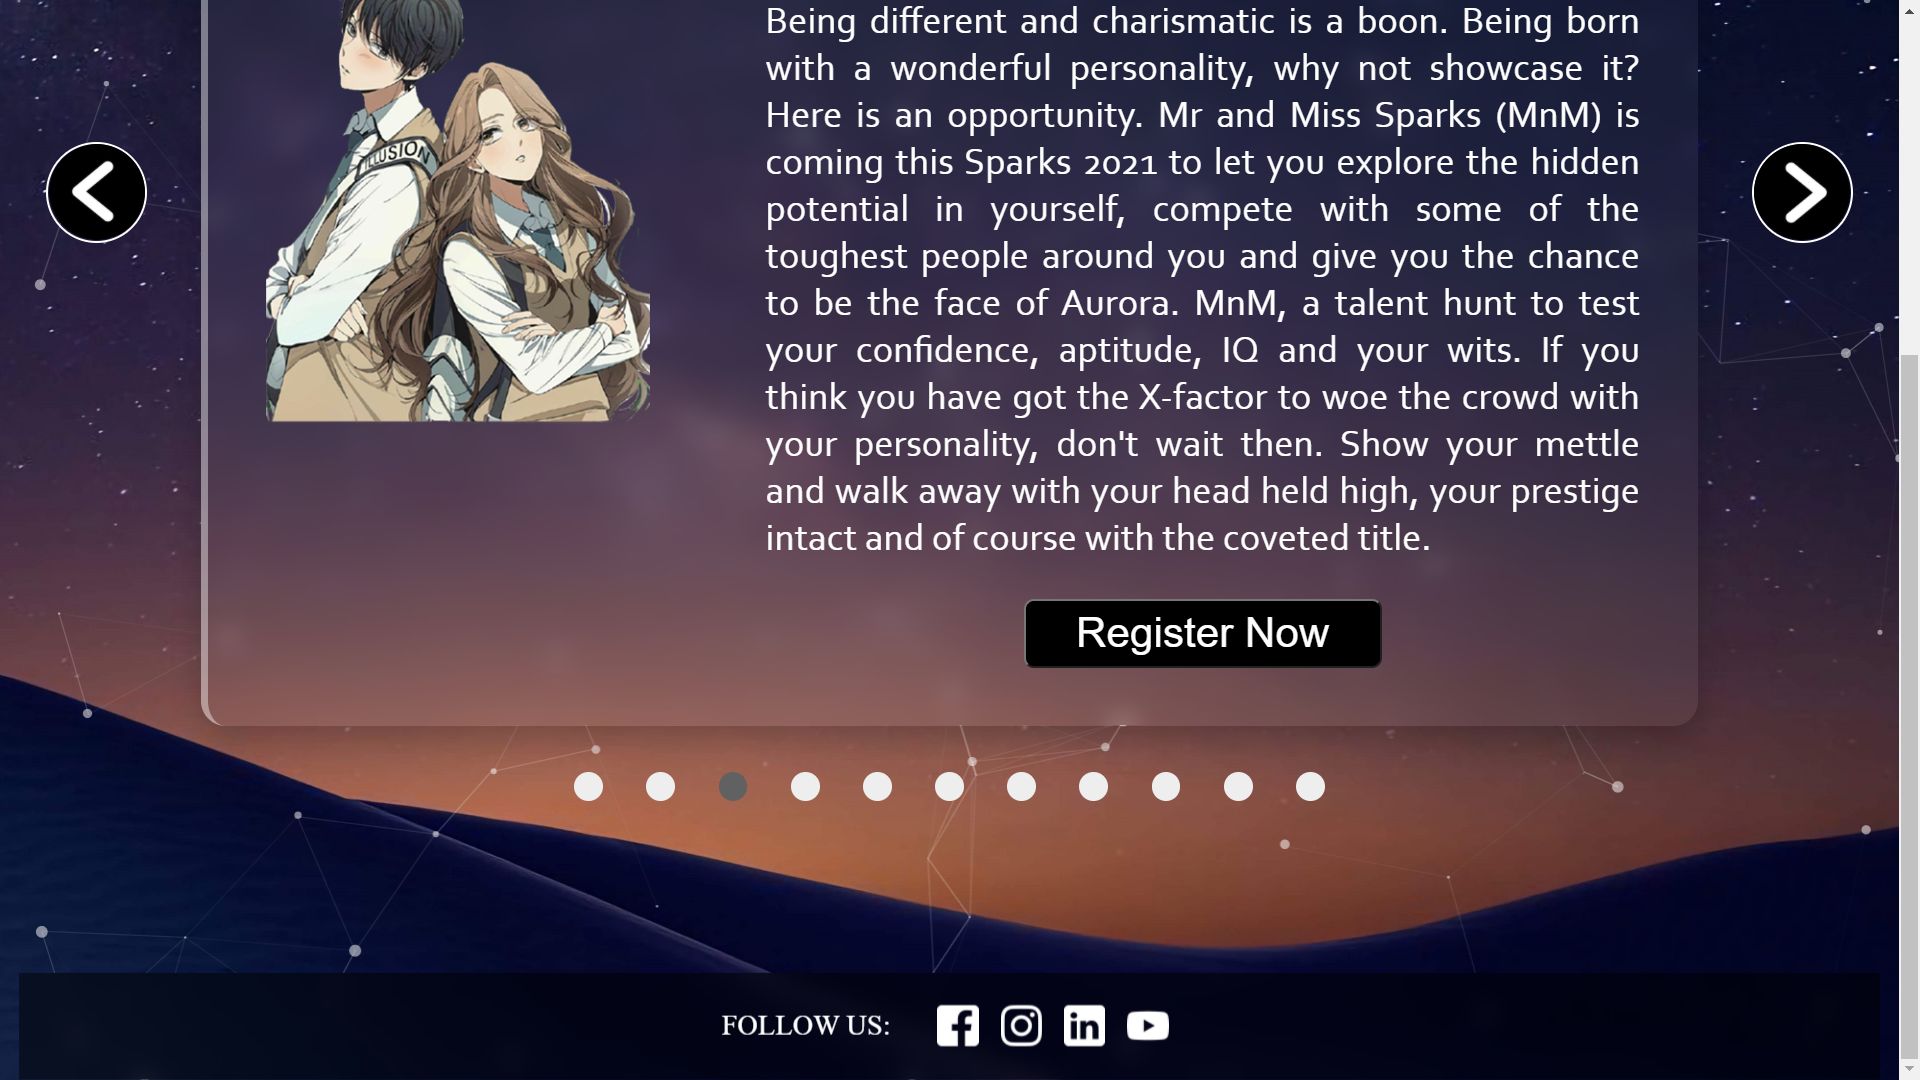 Being different and charismatic is a boon. Being born
with a wonderful personality, why not showcase it?
Here is an opportunity. Mr and Miss Sparks (MnM) is
coming this Sparks 2021 to let you explore the hidden
potential in yourself, compete with some of the
toughest people around you and give you the chance
to be the face of Aurora. MnM, a talent hunt to test
your confidence, aptitude, IQ and your wits. If you
think you have got the X-factor to woe the crowd with
your personality, don't wait then. Show your mettle
and walk away with your head held high, your prestige
intact and of course with the coveted title.
ILLUSION
Register Now
FOLLOW US: